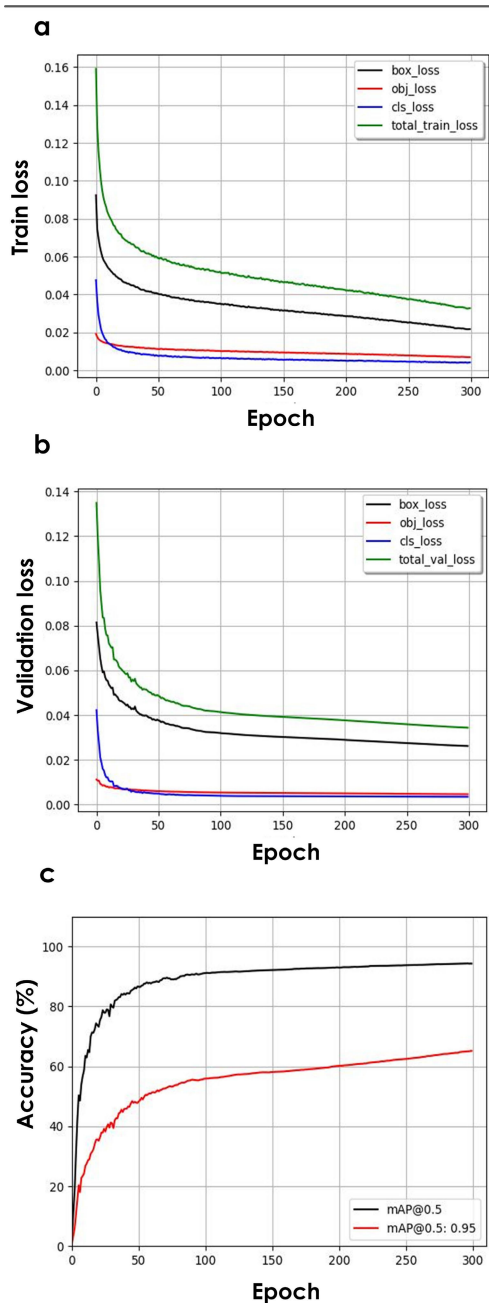 a
0.16
0.14
0.12
0.10
0.08
0.06
0.04
0.02
0.00
Train loss
box_loss
obj_loss
cls_loss
total_train_loss
0 50 100 150 200 250 300
Epoch
b
0.14
0.12
0.10
0.08
0.06
0.04
0.02
0.00
Validation loss
box_loss
obj_loss
cls_loss
total_val_loss
0 50 100 150 200 250 300
Epoch
c
100
80
60
40
20
0
Accuracy (%)
mAP@0.5
mAP@0.5: 0.95
0 50 100 150 200 250 300
Epoch